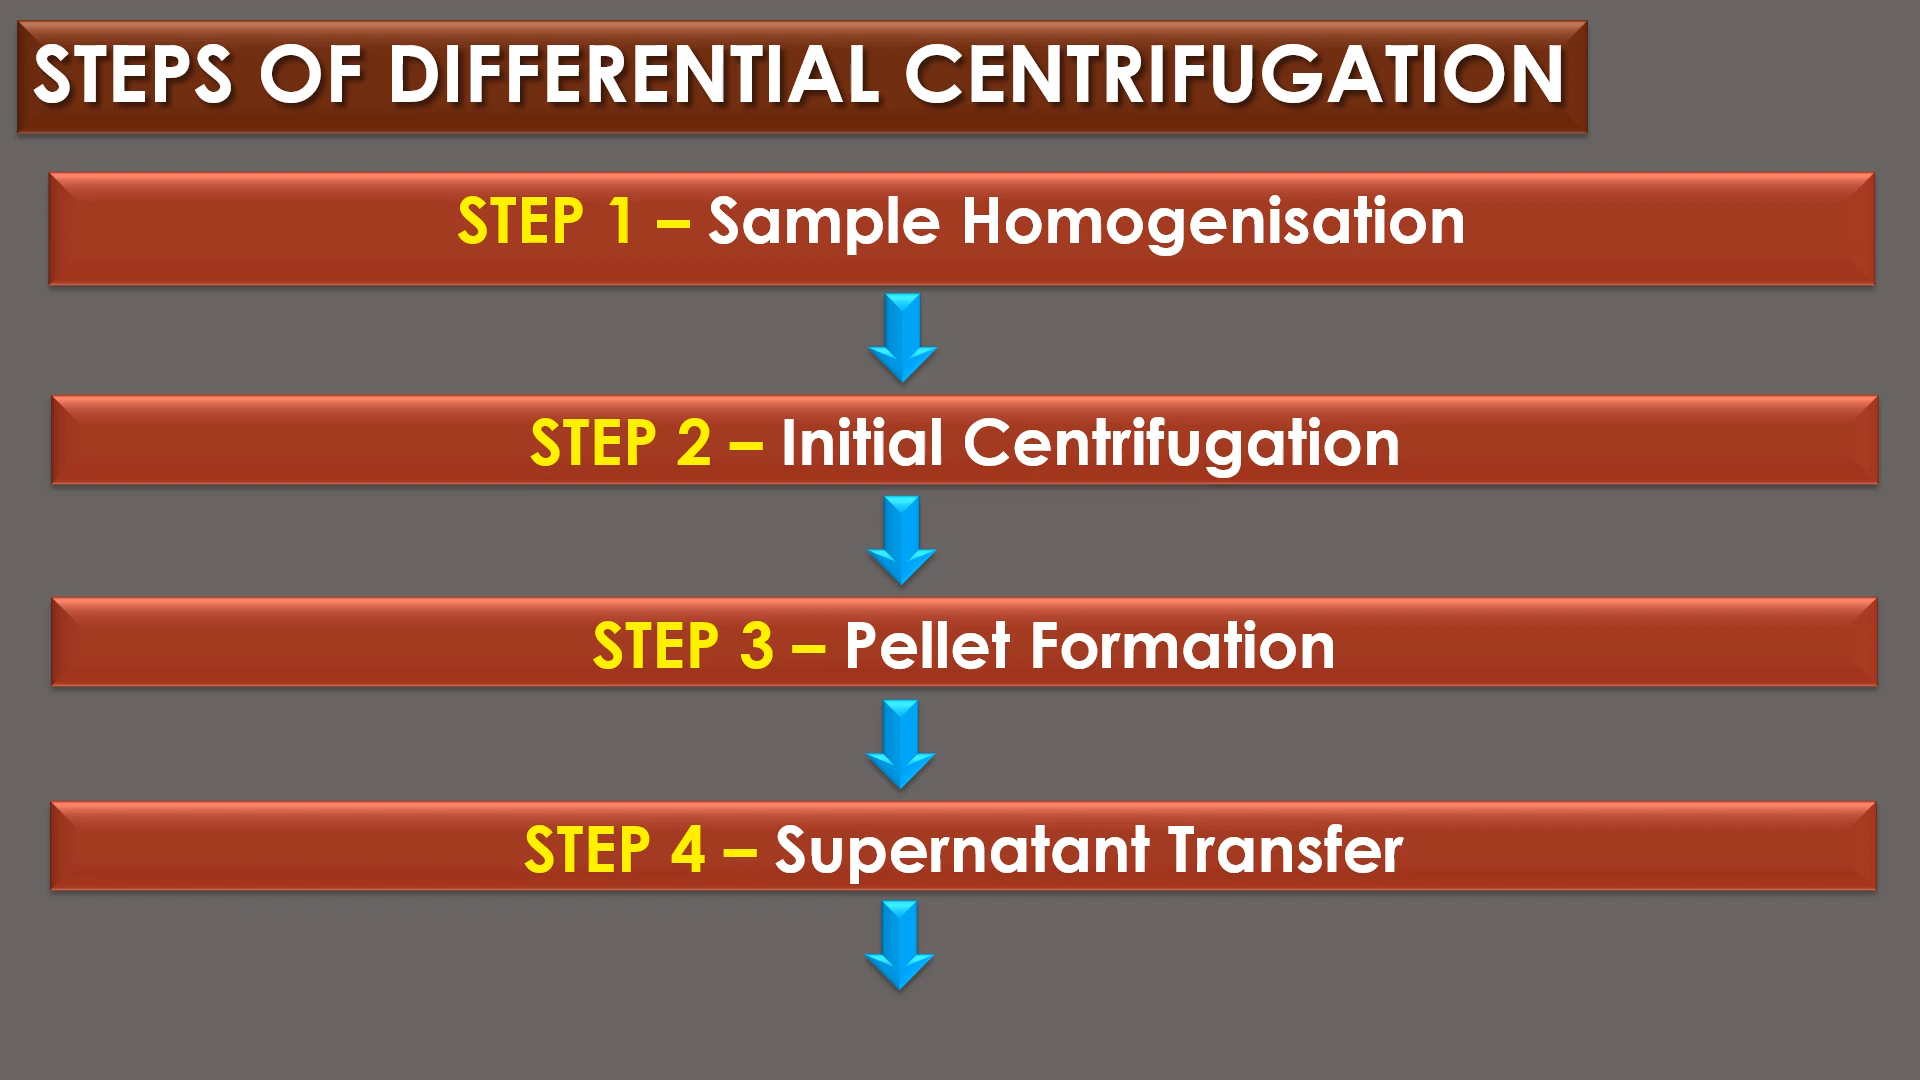 STEPS OF DIFFERENTIAL CENTRIFUGATION
STEP 1 – Sample Homogenisation
STEP 2 – Initial Centrifugation
STEP 3 – Pellet Formation
STEP 4 – Supernatant Transfer